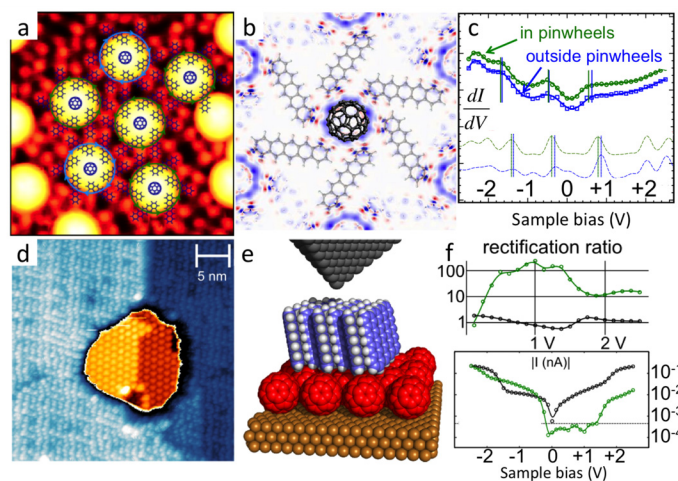 a
b
c
in pinwheels
outside pinwheels
dI
dV
-2 -1 0 +1 +2
Sample bias (V)
d
5 nm
e
f
rectification ratio
100
10
1
1 V 2 V
|I (nA)|
10-1
10-2
10-3
10-4
-2 -1 0 +1 +2
Sample bias (V)